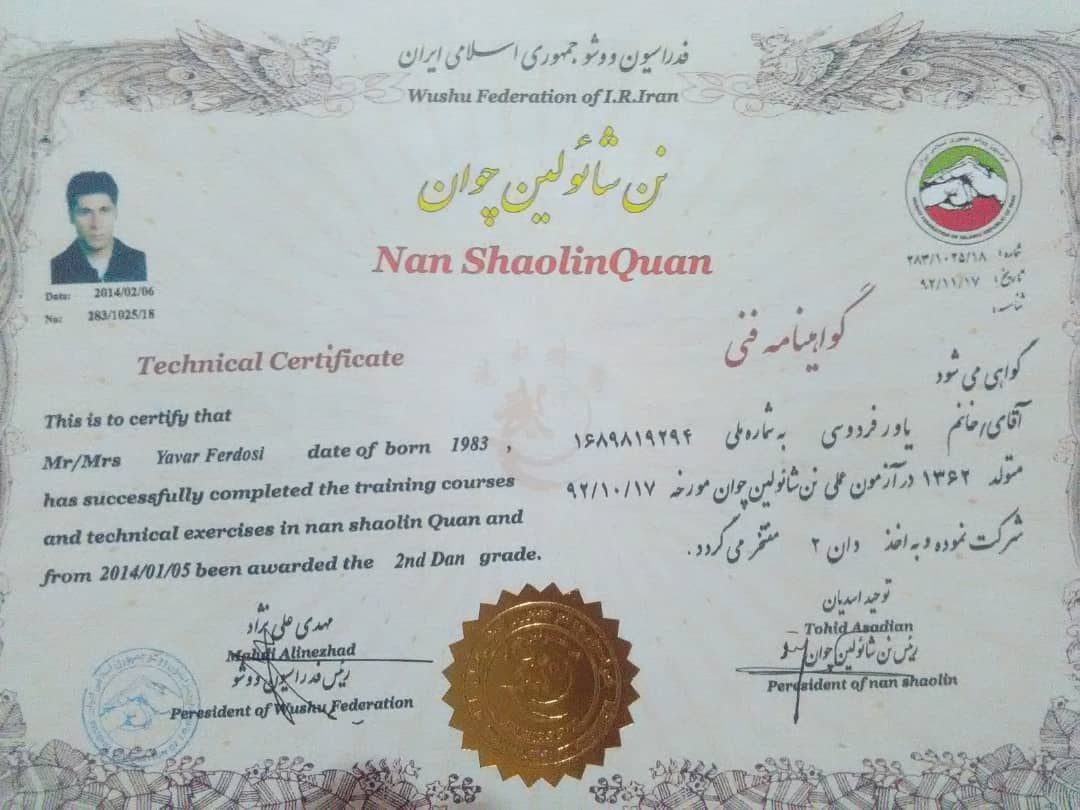 فدراسیون ووشو جمهوری اسلامی ایران
Wushu Federation of I.R.Iran
نن شائولین چوان
Nan ShaolinQuan
Date: 2014/02/06
No: 283/1025/18
شماره: ۲۸۳/۱۰۲۵/۱۸
تاریخ: ۹۲/۱۱/۱۷
شناسه:
Technical Certificate
This is to certify that
Mr/Mrs Yavar Ferdosi date of born 1983 ,
has successfully completed the training courses
and technical exercises in nan shaolin Quan and
from 2014/01/05 been awarded the 2nd Dan grade.
گواهینامه فنی
گواهی می شود
آقای/خانم یاور فردوسی به شماره ملی ۱۶۸۹۸۱۹۲۹۴
متولد ۱۳۶۲ در آزمون عملی نن شائولین چوان مورخه ۹۲/۱۰/۱۷
شرکت نموده و به اخذ دان ۲ مفتخر می گردد.
مهدی علی نژاد
Mahdi Alinezhad
رئیس فدراسیون ووشو
Peresident of Wushu Federation
توحید اسدیان
Tohid Asadian
رئیس نن شائولین چوان
Peresident of nan shaolin